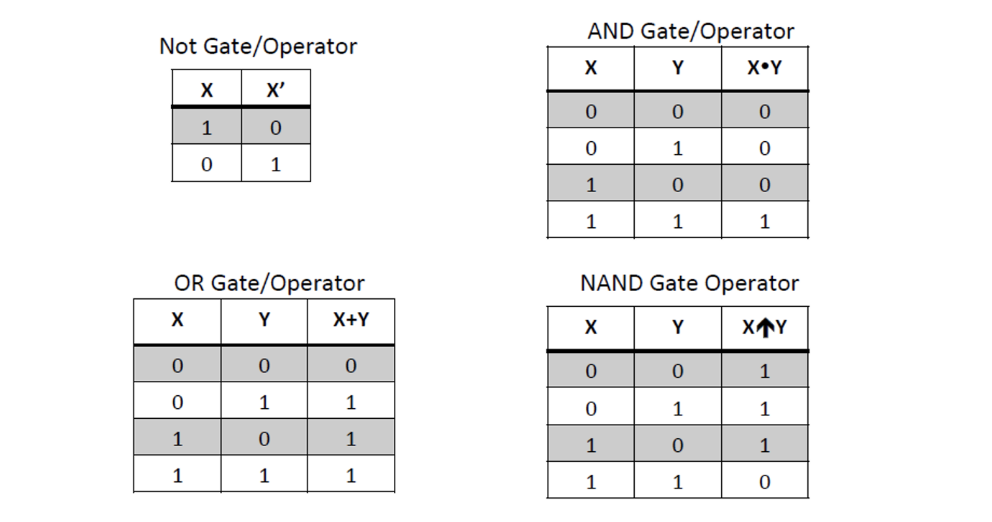 Not Gate/Operator
X X’
1 0
0 1
AND Gate/Operator
X Y X•Y
0 0 0
0 1 0
1 0 0
1 1 1
OR Gate/Operator
X Y X+Y
0 0 0
0 1 1
1 0 1
1 1 1
NAND Gate Operator
X Y X🡹Y
0 0 1
0 1 1
1 0 1
1 1 0